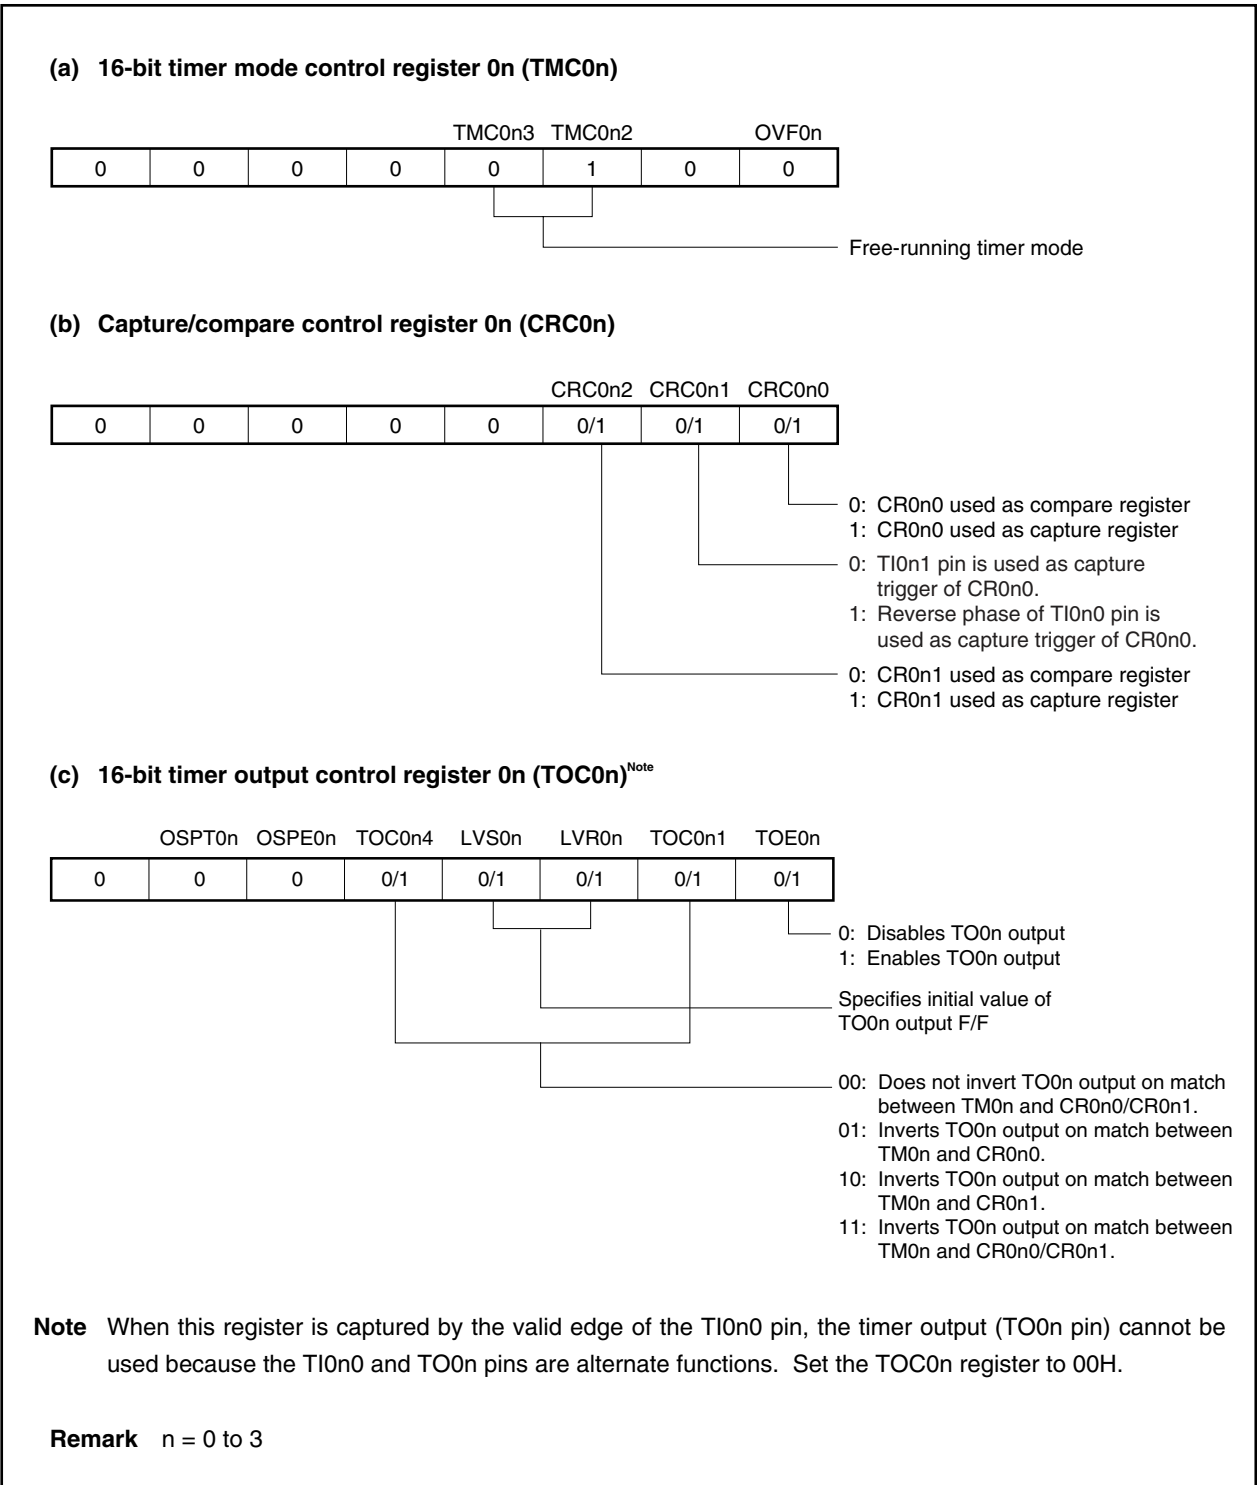 (a) 16-bit timer mode control register 0n (TMC0n)
TMC0n3 TMC0n2 OVF0n
0 0 0 0 0 1 0 0
Free-running timer mode
(b) Capture/compare control register 0n (CRC0n)
CRC0n2 CRC0n1 CRC0n0
0 0 0 0 0 0/1 0/1 0/1
0: CR0n0 used as compare register
1: CR0n0 used as capture register
0: TI0n1 pin is used as capture
trigger of CR0n0.
1: Reverse phase of TI0n0 pin is
used as capture trigger of CR0n0.
0: CR0n1 used as compare register
1: CR0n1 used as capture register
(c) 16-bit timer output control register 0n (TOC0n)Note
OSPT0n OSPE0n TOC0n4 LVS0n LVR0n TOC0n1 TOE0n
0 0 0 0/1 0/1 0/1 0/1 0/1
0: Disables TO0n output
1: Enables TO0n output
Specifies initial value of
TO0n output F/F
00: Does not invert TO0n output on match
between TM0n and CR0n0/CR0n1.
01: Inverts TO0n output on match between
TM0n and CR0n0.
10: Inverts TO0n output on match between
TM0n and CR0n1.
11: Inverts TO0n output on match between
TM0n and CR0n0/CR0n1.
Note When this register is captured by the valid edge of the TI0n0 pin, the timer output (TO0n pin) cannot be
used because the TI0n0 and TO0n pins are alternate functions. Set the TOC0n register to 00H.
Remark n = 0 to 3